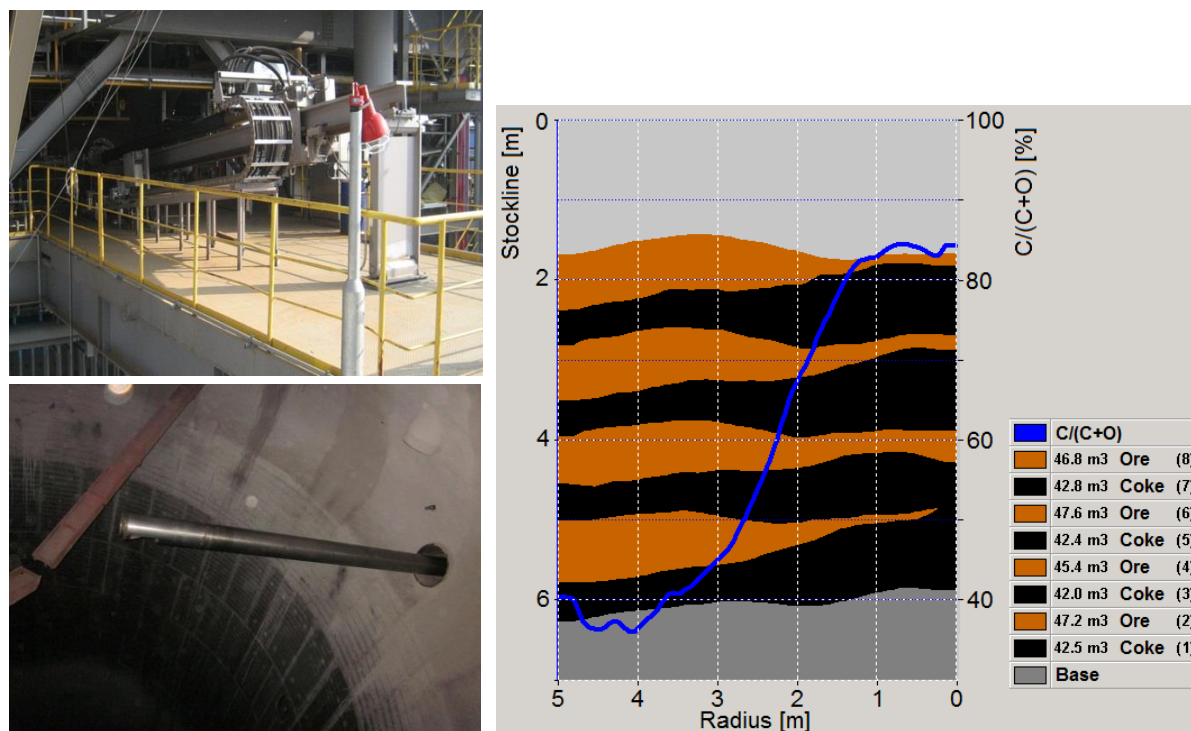 Stockline [m]
0
2
4
6
100
80
60
40
C/(C+O) [%]
5 4 3 2 1 0
Radius [m]
C/(C+O)
46.8 m3 Ore (8)
42.8 m3 Coke (7)
47.6 m3 Ore (6)
42.4 m3 Coke (5)
45.4 m3 Ore (4)
42.0 m3 Coke (3)
47.2 m3 Ore (2)
42.5 m3 Coke (1)
Base